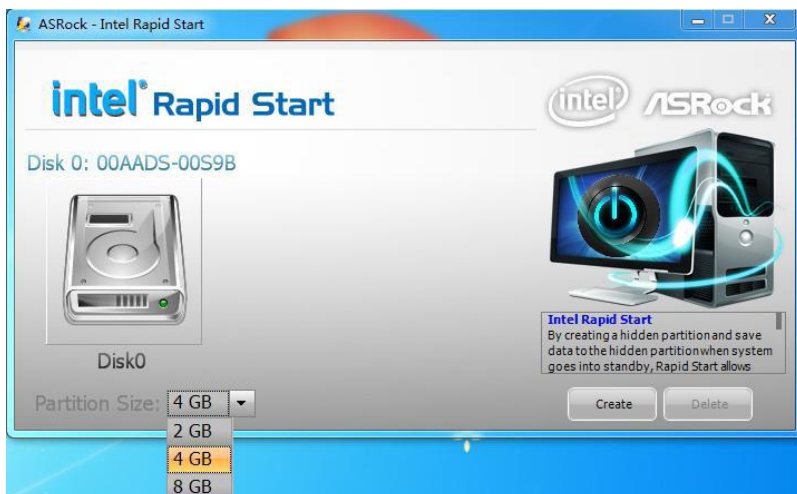 ASRock - Intel Rapid Start
intel® Rapid Start
intel® ASRock
Disk 0: 00AADS-00S9B
Disk0
Intel Rapid Start
By creating a hidden partition and save
data to the hidden partition when system
goes into standby, Rapid Start allows
Partition Size: 4 GB
Create Delete
2 GB
4 GB
8 GB